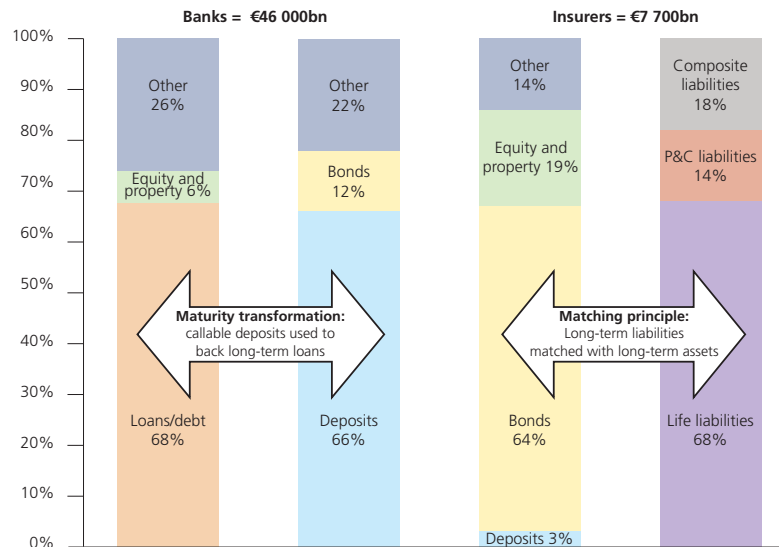 Banks = €46 000bn
Insurers = €7 700bn
100%
90%
80%
70%
60%
50%
40%
30%
20%
10%
0%
Other
26%
Equity and
property 6%
Loans/debt
68%
Other
22%
Bonds
12%
Deposits
66%
Maturity transformation:
callable deposits used to
back long-term loans
Other
14%
Equity and
property 19%
Bonds
64%
Deposits 3%
Composite
liabilities
18%
P&C liabilities
14%
Life liabilities
68%
Matching principle:
Long-term liabilities
matched with long-term assets